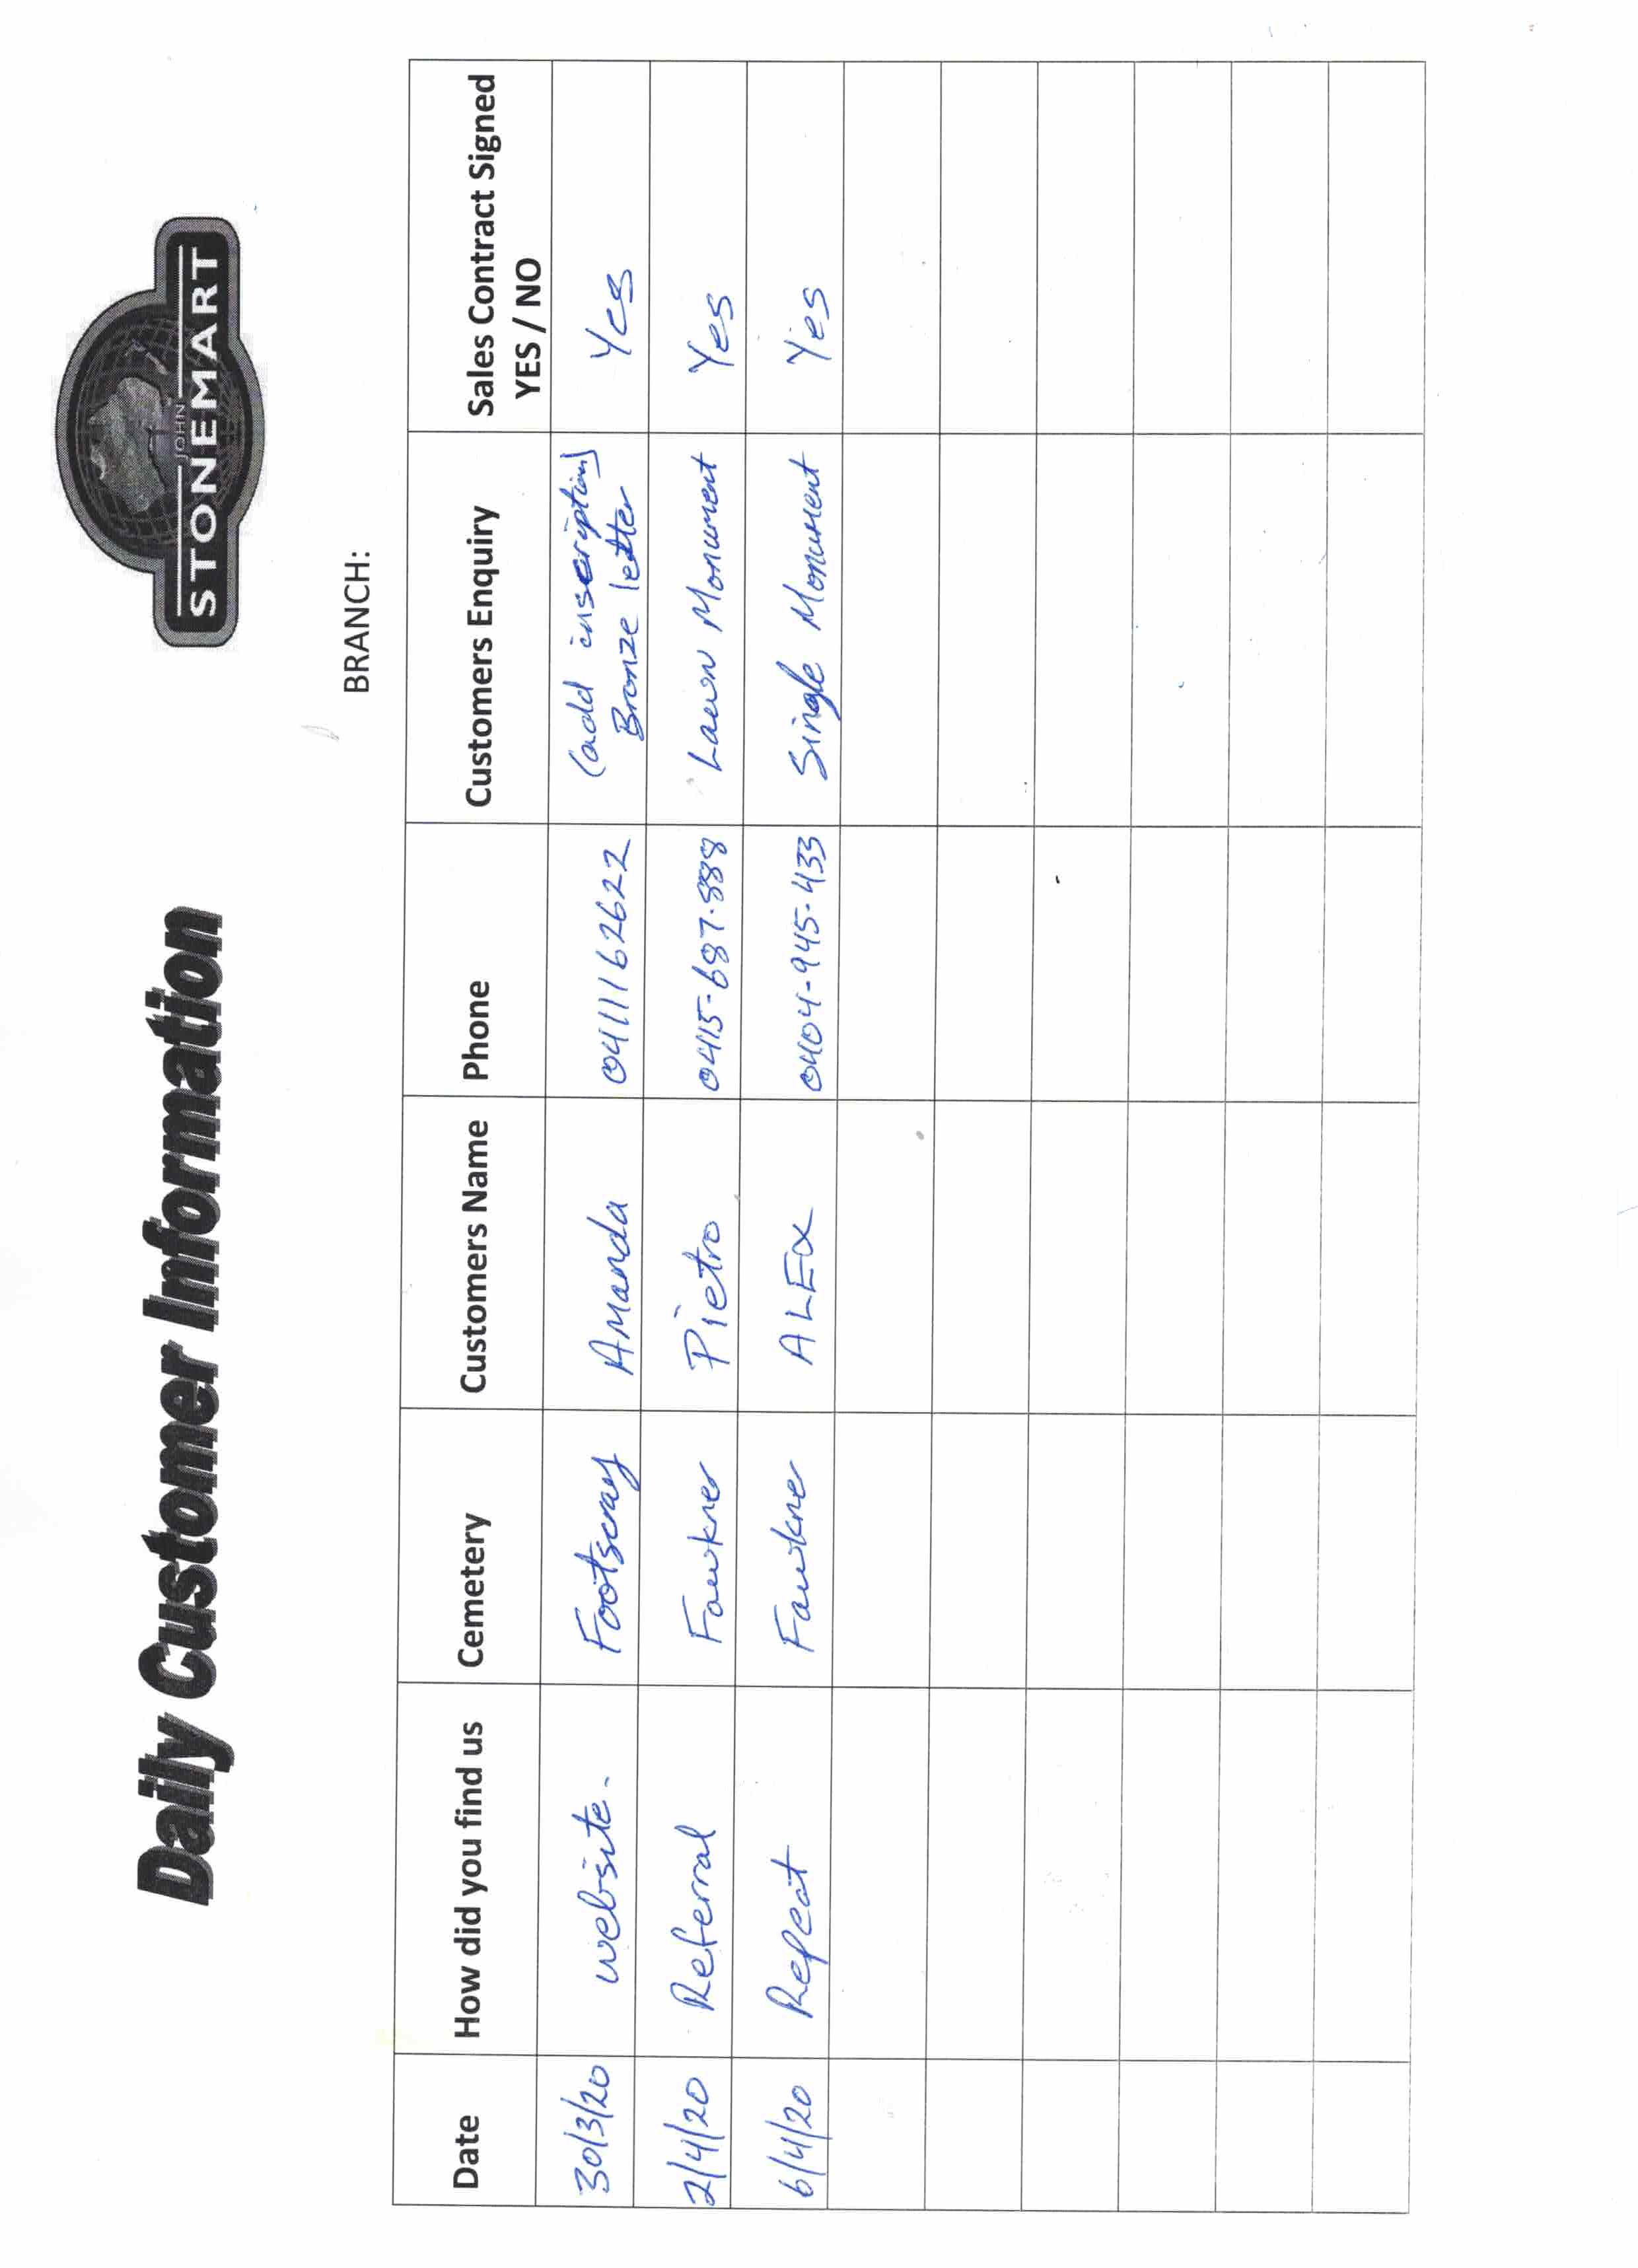 Daily Customer Information
JOHN
STONEMART
BRANCH:
Date How did you find us Cemetery Customers Name Phone Customers Enquiry Sales Contract Signed
YES / NO
30/3/20 website. Footscray Amanda 0411162622 (add inscription)
Bronze letter Yes
2/4/20 Referral Fawkner Pietro 0415-687-888 Lawn Monument Yes
6/4/20 Repeat Fawkner ALEx 0404-945-433 Single Monument Yes